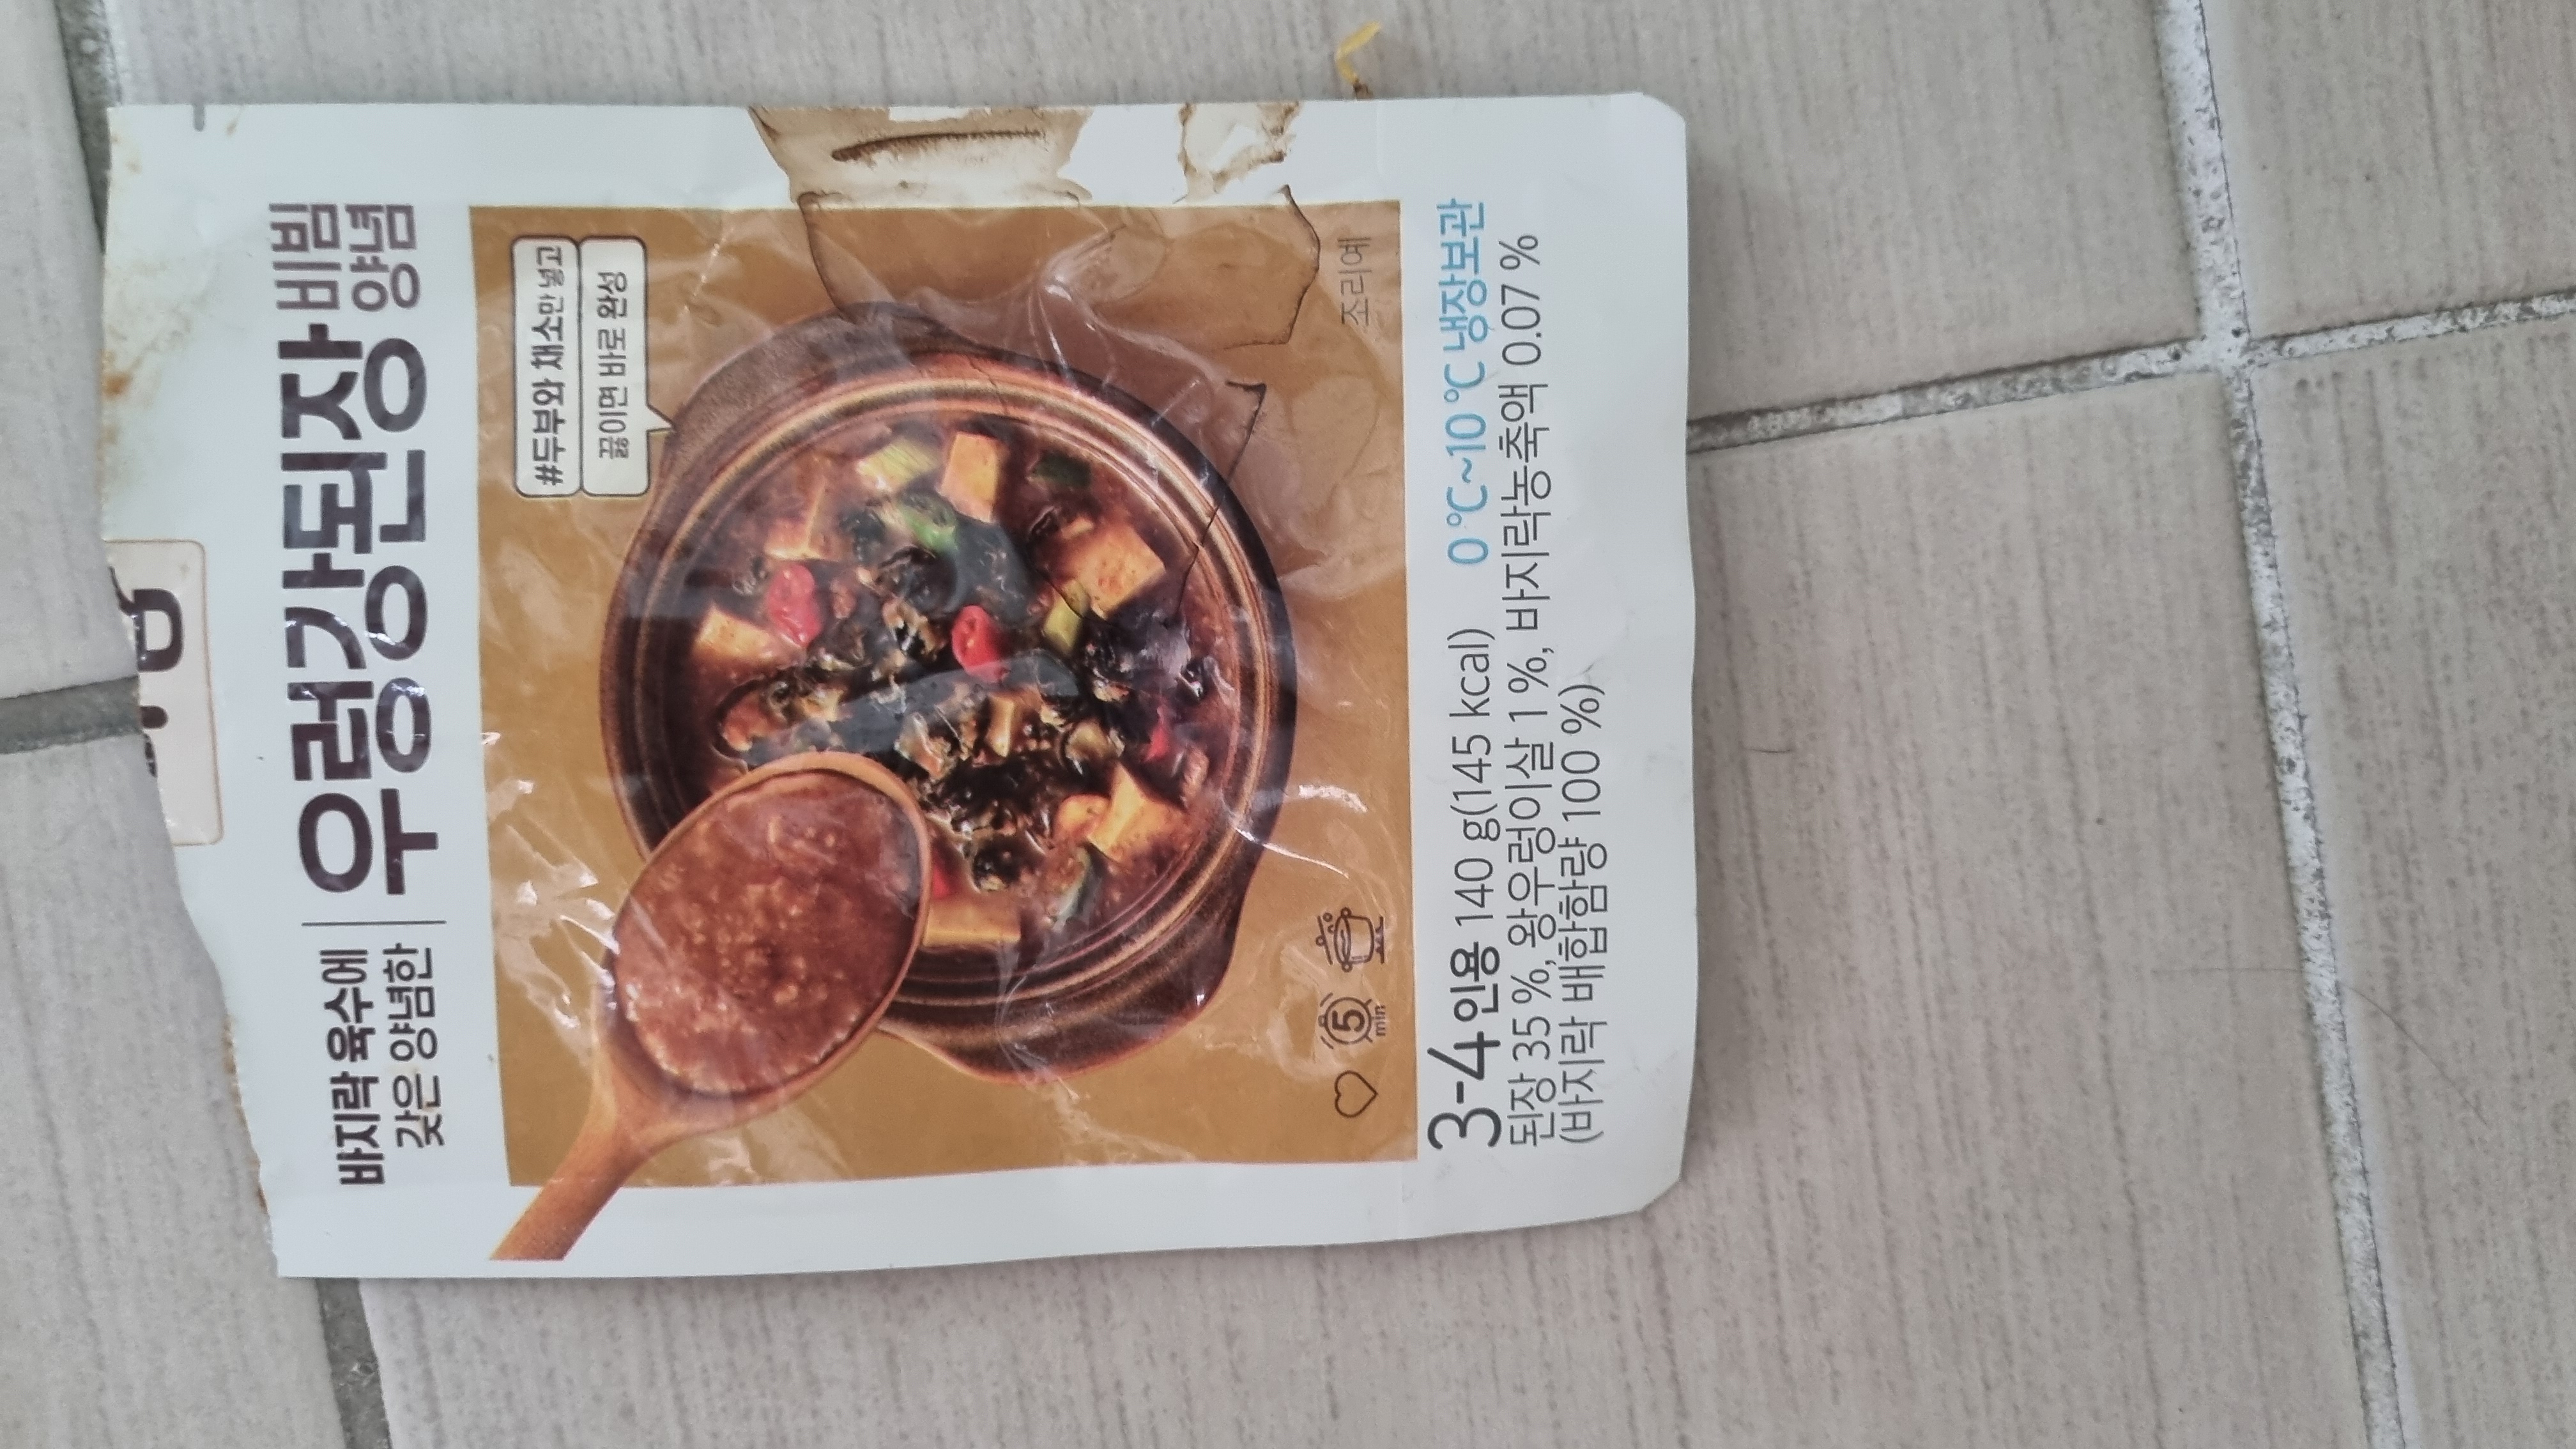 바지락 육수에
갖은 양념한
우렁강된장 비빔
우렁된장 양념
#두부와 채소만 넣고
끓이면 바로 완성
조리예
5
min
3-4인용 140 g(145 kcal) 0 ℃~10 ℃ 냉장보관
된장 35 %, 왕우렁이살 1 %, 바지락농축액 0.07 %
(바지락 배합함량 100 %)